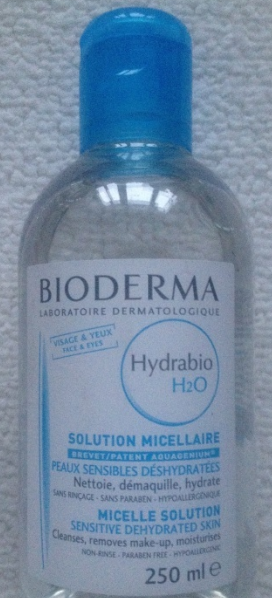 BIODERMA
LABORATOIRE DERMATOLOGIQUE
VISAGE & YEUX
FACE & EYES
Hydrabio
H2O
SOLUTION MICELLAIRE
BREVET/PATENT AQUAGENIUM®
PEAUX SENSIBLES DÉSHYDRATÉES
Nettoie, démaquille, hydrate
SANS RINÇAGE - SANS PARABEN - HYPOALLERGÉNIQUE
MICELLE SOLUTION
SENSITIVE DEHYDRATED SKIN
Cleanses, removes make-up, moisturises
NON-RINSE - PARABEN FREE - HYPOALLERGENIC
250 ml ℮